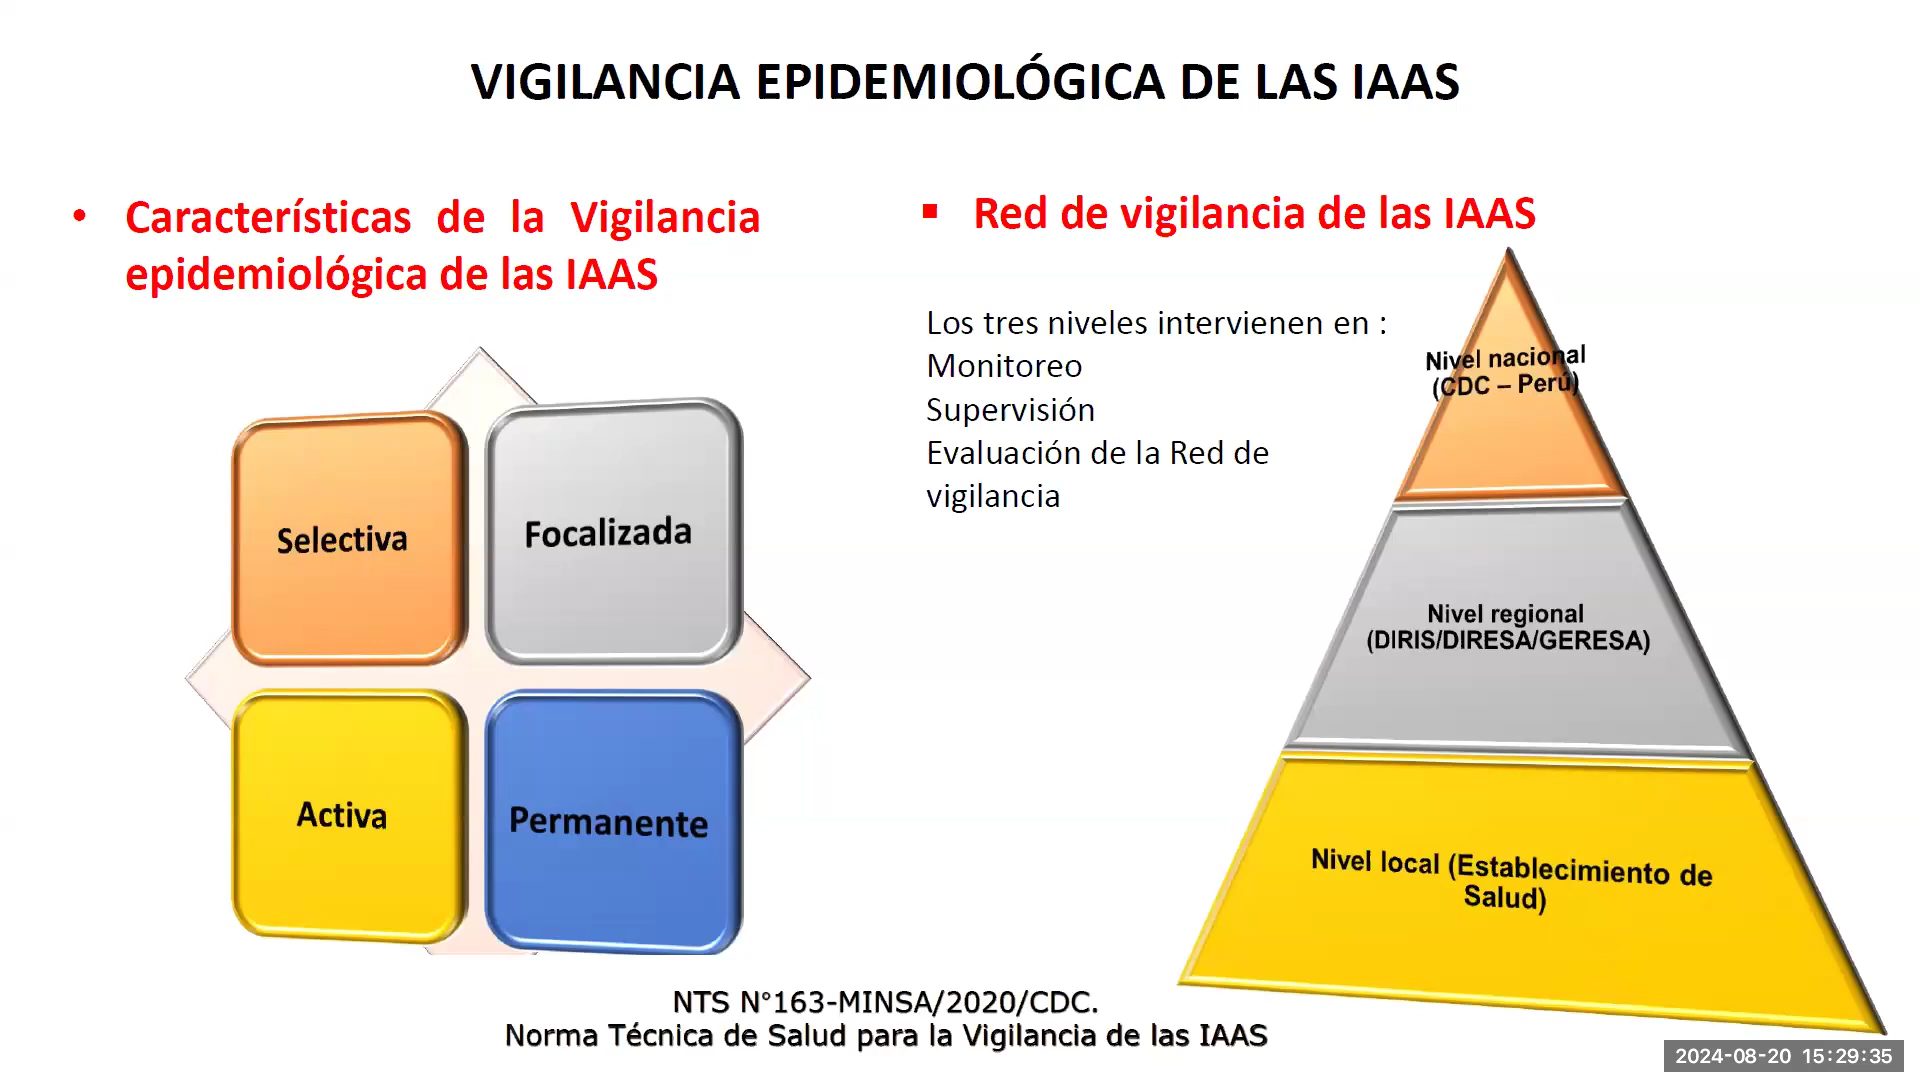 VIGILANCIA EPIDEMIOLÓGICA DE LAS IAAS
• Características de la Vigilancia
epidemiológica de las IAAS
Selectiva
Focalizada
Activa
Permanente
▪ Red de vigilancia de las IAAS
Los tres niveles intervienen en :
Monitoreo
Supervisión
Evaluación de la Red de
vigilancia
Nivel nacional
(CDC – Perú)
Nivel regional
(DIRIS/DIRESA/GERESA)
Nivel local (Establecimiento de
Salud)
NTS N°163-MINSA/2020/CDC.
Norma Técnica de Salud para la Vigilancia de las IAAS
2024-08-20 15:29:35